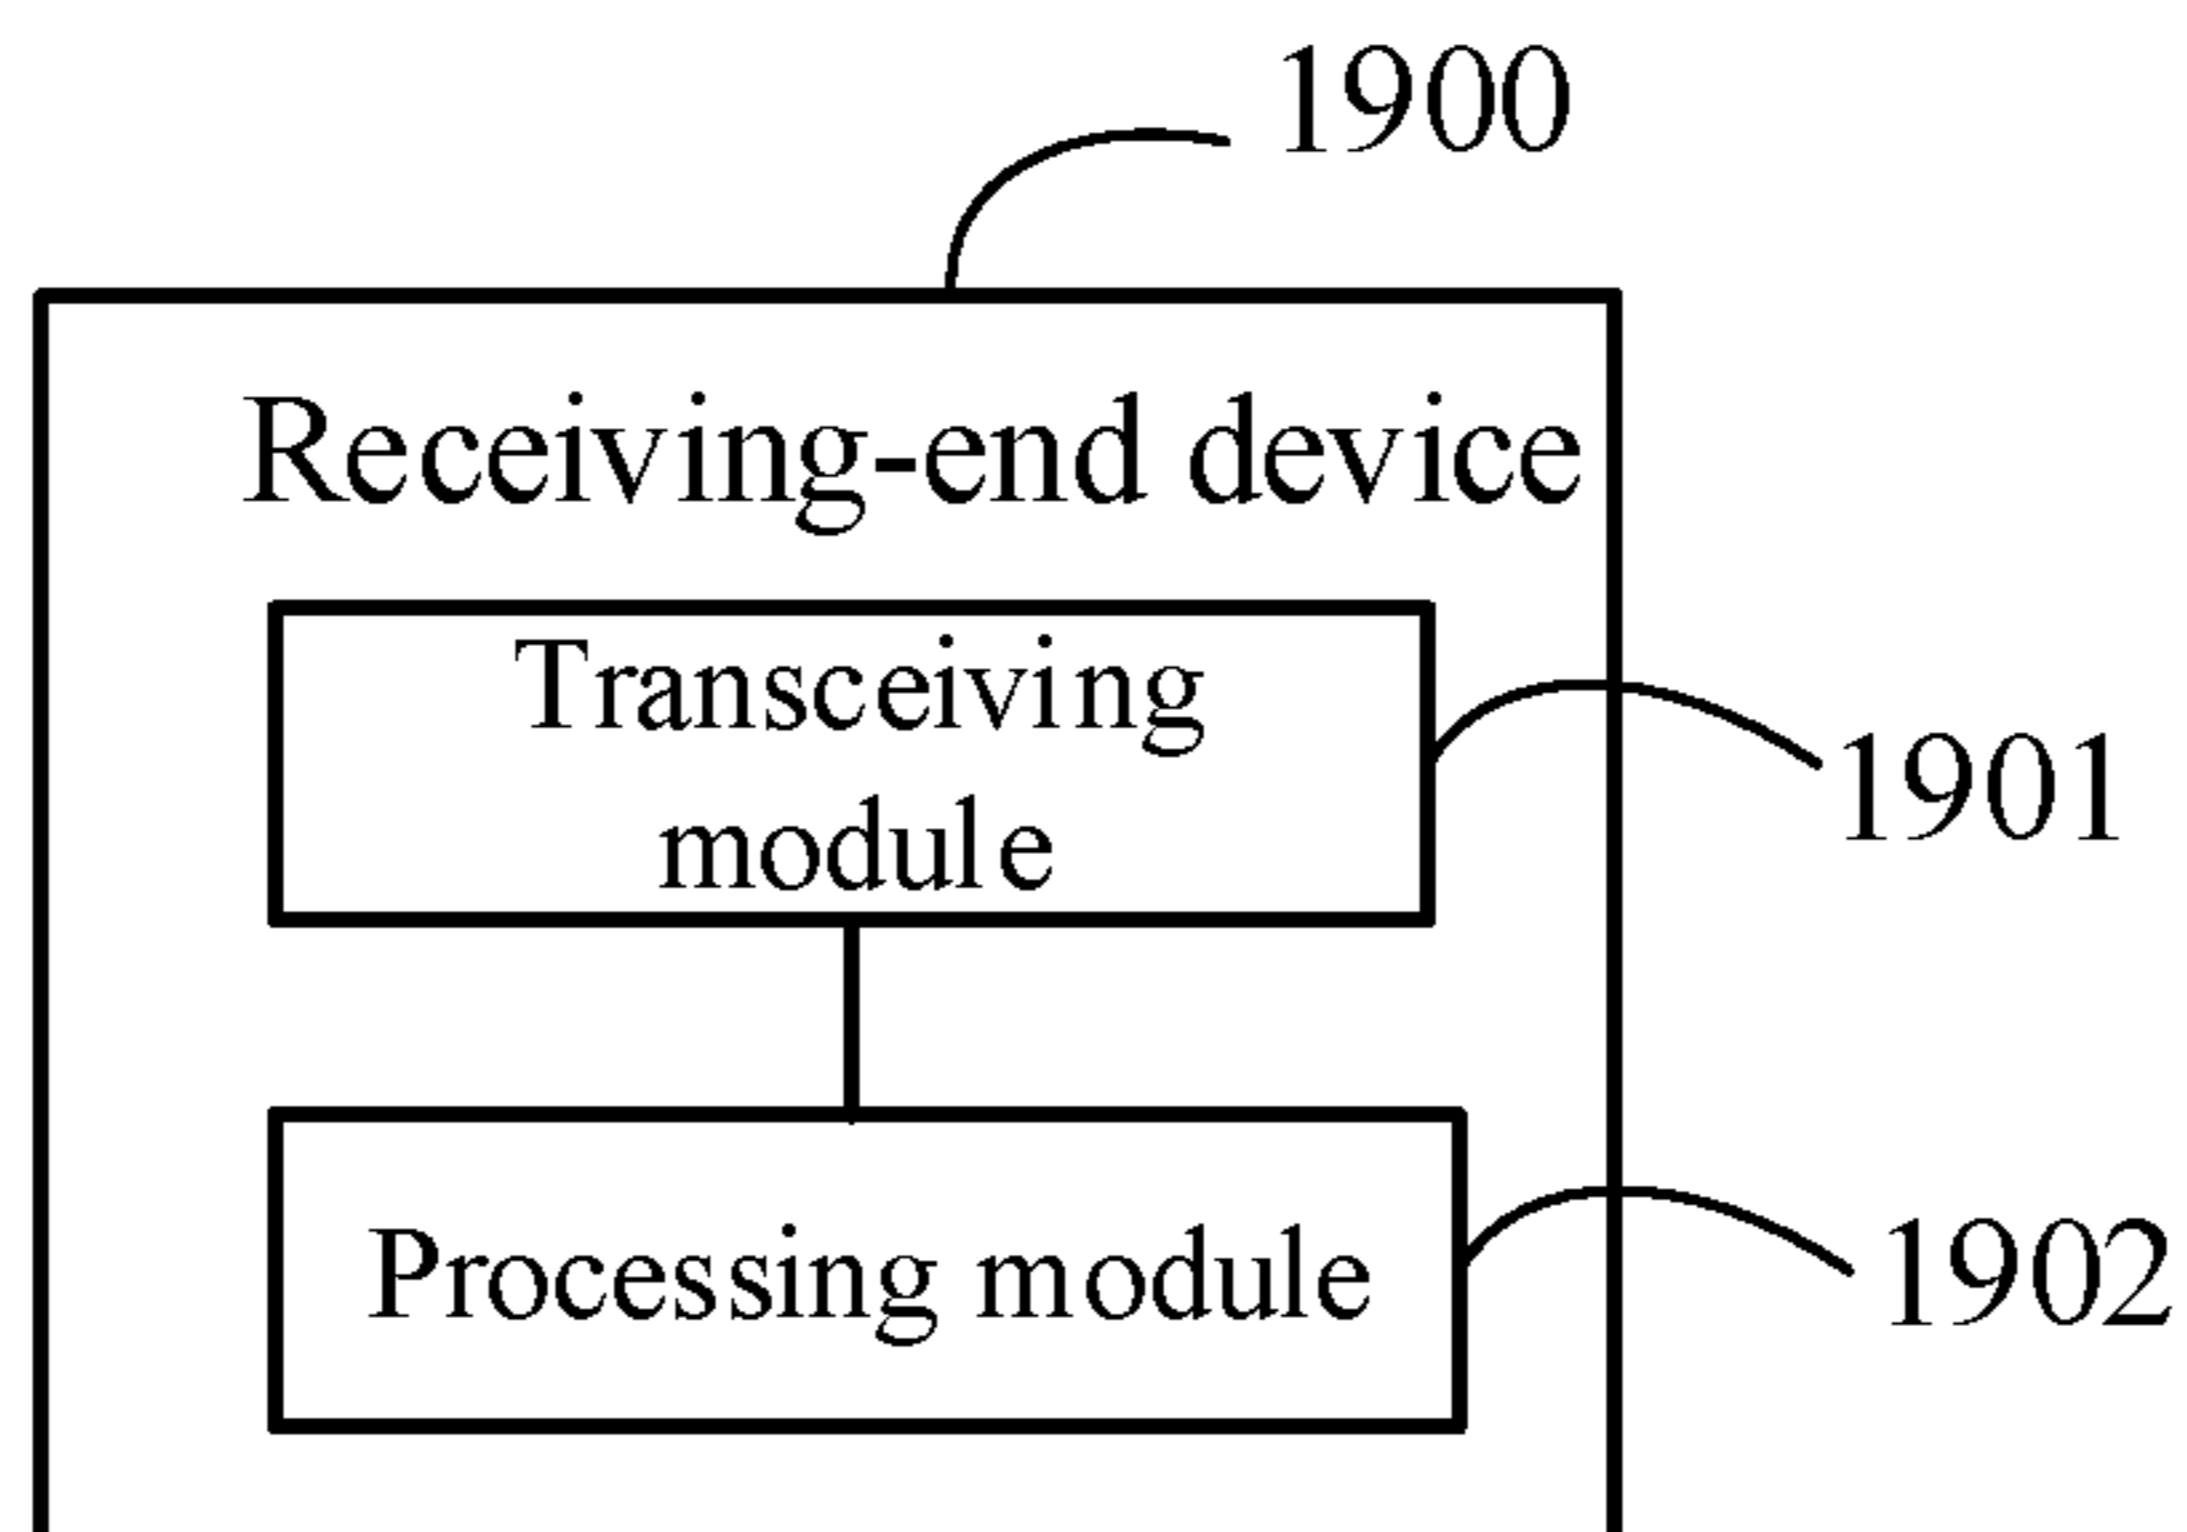 1900
Receiving-end device
Transceiving
module
1901
Processing module
1902